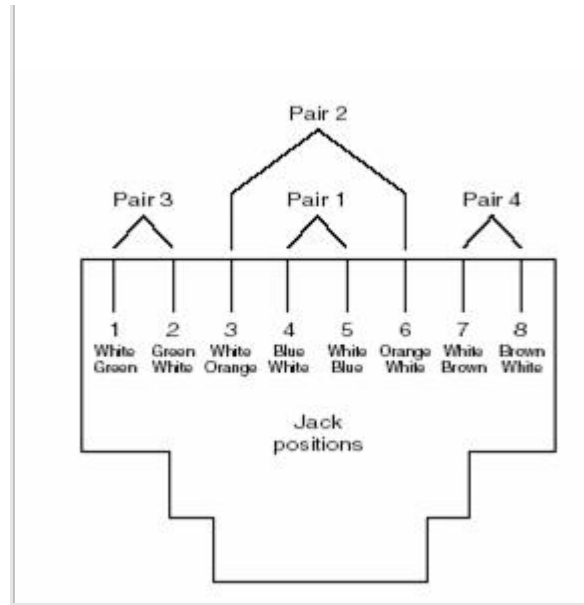 Pair 2
Pair 3 Pair 1 Pair 4
1 2 3 4 5 6 7 8
White Green White Blue White Orange White Brown
Green White Orange White Blue White Brown White
Jack
positions